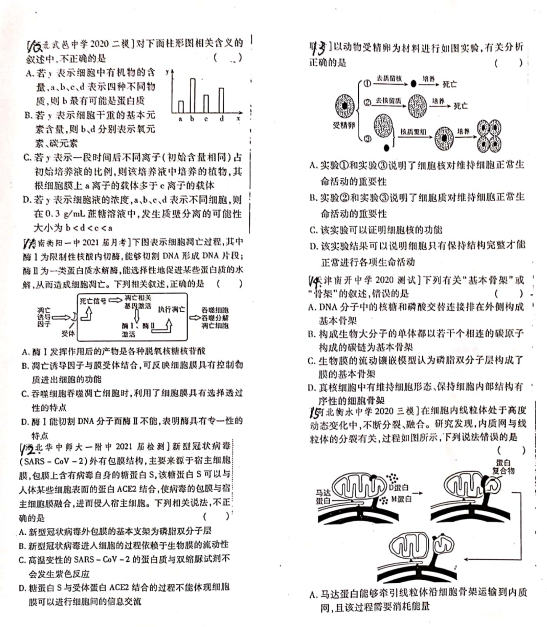 武邑中学2020二模]对下面柱形图相关含义的
叙述中,不正确的是 ( )
A. 若y表示细胞中有机物的含
量,a、b、c、d表示四种不同物
质,则b最有可能是蛋白质
B. 若y表示细胞干重的基本元
素含量,则b、d分别表示氧元
素、碳元素
y
a b c d x
C. 若y表示一段时间后不同离子(初始含量相同)占
初始培养液的比例,则该培养液中培养的植物,其
根细胞膜上a离子的载体多于c离子的载体
D. 若y表示细胞液的浓度,a、b、c、d表示不同细胞,则
在0.3 g/mL蔗糖溶液中,发生质壁分离的可能性
大小为b<d<c<a
南衡阳一中2021届月考]下图表示细胞凋亡过程,其中
酶Ⅰ为限制性核酸内切酶,能够切割DNA形成DNA片段;
酶Ⅱ为一类蛋白质水解酶,能选择性地促进某些蛋白质的水
解,从而造成细胞凋亡。下列相关叙述,正确的是 ( )
凋亡
诱导
因子
受体
死亡信号
凋亡相关
基因激活
酶Ⅰ、酶Ⅱ
激活
执行凋亡
吞噬细胞
吞噬分解
凋亡细胞
A. 酶Ⅰ发挥作用后的产物是各种脱氧核糖核苷酸
B. 凋亡诱导因子与膜受体结合,可反映细胞膜具有控制物
质进出细胞的功能
C. 吞噬细胞吞噬凋亡细胞时,利用了细胞膜具有选择透过
性的特点
D. 酶Ⅰ能切割DNA分子而酶Ⅱ不能,表明酶具有专一性的
特点
12
北华中师大一附中2021届检测]新型冠状病毒
(SARS-CoV-2)外有包膜结构,主要来源于宿主细胞
膜,包膜上含有病毒自身的糖蛋白S,该糖蛋白S可以与
人体某些细胞表面的蛋白ACE2结合,使病毒的包膜与宿
主细胞膜融合,进而侵入宿主细胞。下列相关说法,不正
确的是 ( )
A. 新型冠状病毒外包膜的基本支架为磷脂双分子层
B. 新型冠状病毒进入细胞的过程依赖于生物膜的流动性
C. 高温变性的SARS-CoV-2的蛋白质与双缩脲试剂不
会发生紫色反应
D. 糖蛋白S与受体蛋白ACE2结合的过程不能体现细胞
膜可以进行细胞间的信息交流
13
]以动物受精卵为材料进行如图实验,有关分析
正确的是 ( )
受精卵
① 去质留核 培养 死亡
② 去核留质 培养 死亡
③ 核质重组 培养
A. 实验①和实验③说明了细胞核对维持细胞正常生
命活动的重要性
B. 实验②和实验③说明了细胞质对维持细胞正常生
命活动的重要性
C. 该实验可以证明细胞核的功能
D. 该实验结果可以说明细胞只有保持结构完整才能
正常进行各项生命活动
14
津南开中学2020测试]下列有关“基本骨架”或
“骨架”的叙述,错误的是 ( )
A. DNA分子中的核糖和磷酸交替连接排在外侧构成
基本骨架
B. 构成生物大分子的单体都以若干个相连的碳原子
构成的碳链为基本骨架
C. 生物膜的流动镶嵌模型认为磷脂双分子层构成了
膜的基本骨架
D. 真核细胞中有维持细胞形态、保持细胞内部结构有
序性的细胞骨架
15
北衡水中学2020三模]在细胞内线粒体处于高度
动态变化中,不断分裂、融合。研究发现,内质网与线
粒体的分裂有关,过程如图所示,下列说法错误的是
( )
马达
蛋白
D蛋白
M蛋白
蛋白
复合物
A. 马达蛋白能够牵引线粒体沿细胞骨架运输到内质
网,且该过程需要消耗能量